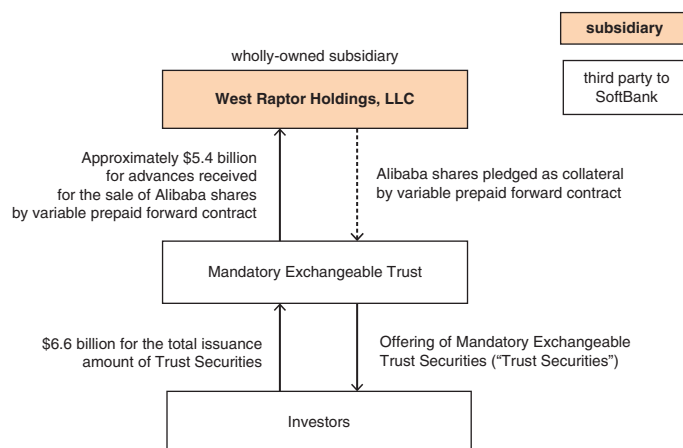 subsidiary
third party to
SoftBank
wholly-owned subsidiary
West Raptor Holdings, LLC
Approximately $5.4 billion
for advances received
for the sale of Alibaba shares
by variable prepaid forward contract
Alibaba shares pledged as collateral
by variable prepaid forward contract
Mandatory Exchangeable Trust
$6.6 billion for the total issuance
amount of Trust Securities
Offering of Mandatory Exchangeable
Trust Securities (“Trust Securities”)
Investors